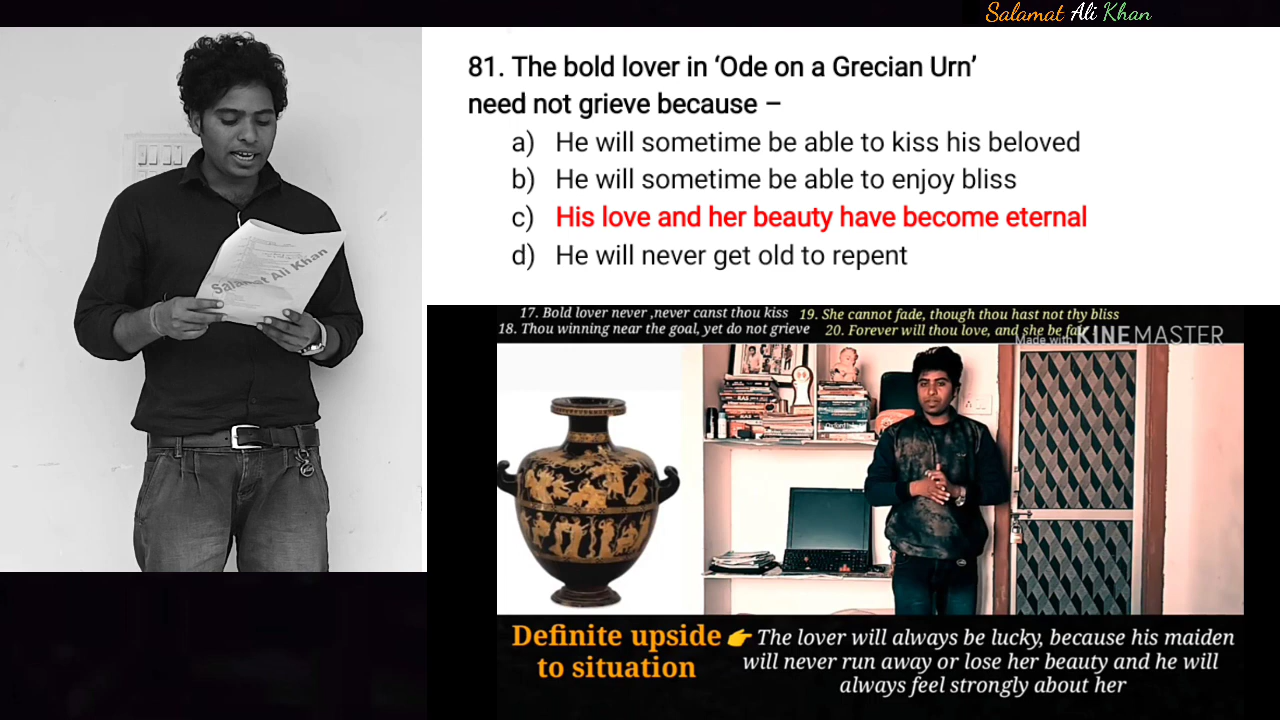 Salamat Ali Khan
81. The bold lover in ‘Ode on a Grecian Urn’
need not grieve because –
a) He will sometime be able to kiss his beloved
b) He will sometime be able to enjoy bliss
c) His love and her beauty have become eternal
d) He will never get old to repent
Salamat Ali Khan
17. Bold lover never ,never canst thou kiss
18. Thou winning near the goal, yet do not grieve
19. She cannot fade, though thou hast not thy bliss
20. Forever will thou love, and she be
Made with KINEMASTER
Definite upside
to situation
👉 The lover will always be lucky, because his maiden
will never run away or lose her beauty and he will
always feel strongly about her